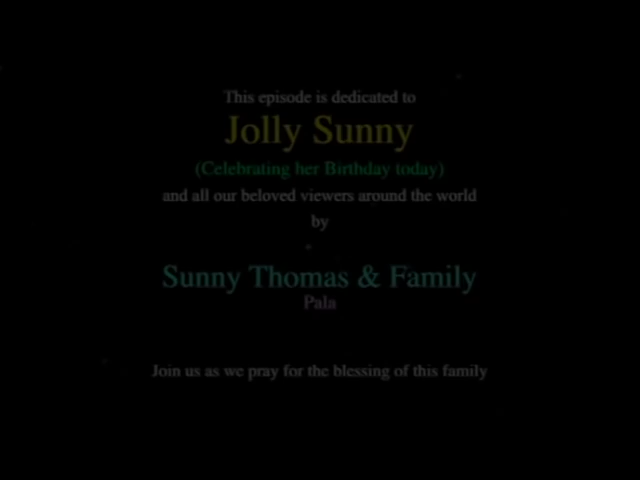 This episode is dedicated to
Jolly Sunny
(Celebrating her Birthday today)
and all our beloved viewers around the world
by
Sunny Thomas & Family
Pala
Join us as we pray for the blessing of this family